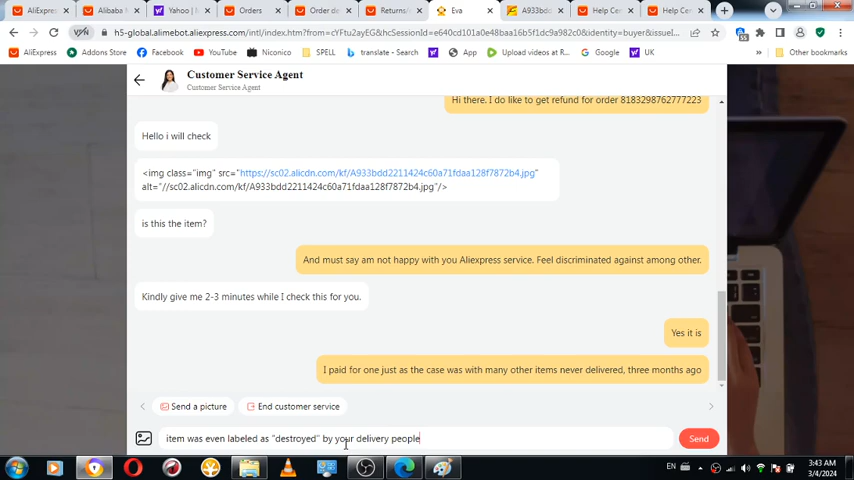 AliExpres
Alibaba
Yahoo |
Orders
Order de
Returns/
Eva
A933bd
Help Cer
Help Cer
VPN
h5-global.alimebot.aliexpress.com/intl/index.htm?from=cYFtu2ayEG&hcSessionId=e640cd101a0e48baa16b5f1dc9a982c0&identity=buyer&issueI
AliExpress
Addons Store
Facebook
YouTube
Niconico
SPELL
translate - Search
App
Upload videos at R...
Google
UK
Other bookmarks
Customer Service Agent
Customer Service Agent
Hi there. I do like to get refund for order 8183298762777223
Hello i will check
<img class="img" src="https://sc02.alicdn.com/kf/A933bdd2211424c60a71fdaa128f7872b4.jpg"
alt="//sc02.alicdn.com/kf/A933bdd2211424c60a71fdaa128f7872b4.jpg"/>
is this the item?
And must say am not happy with you Aliexpress service. Feel discriminated against among other.
Kindly give me 2-3 minutes while I check this for you.
Yes it is
I paid for one just as the case was with many other items never delivered, three months ago
Send a picture
End customer service
item was even labeled as "destroyed" by your delivery people
Send
EN
3:43 AM
3/4/2024